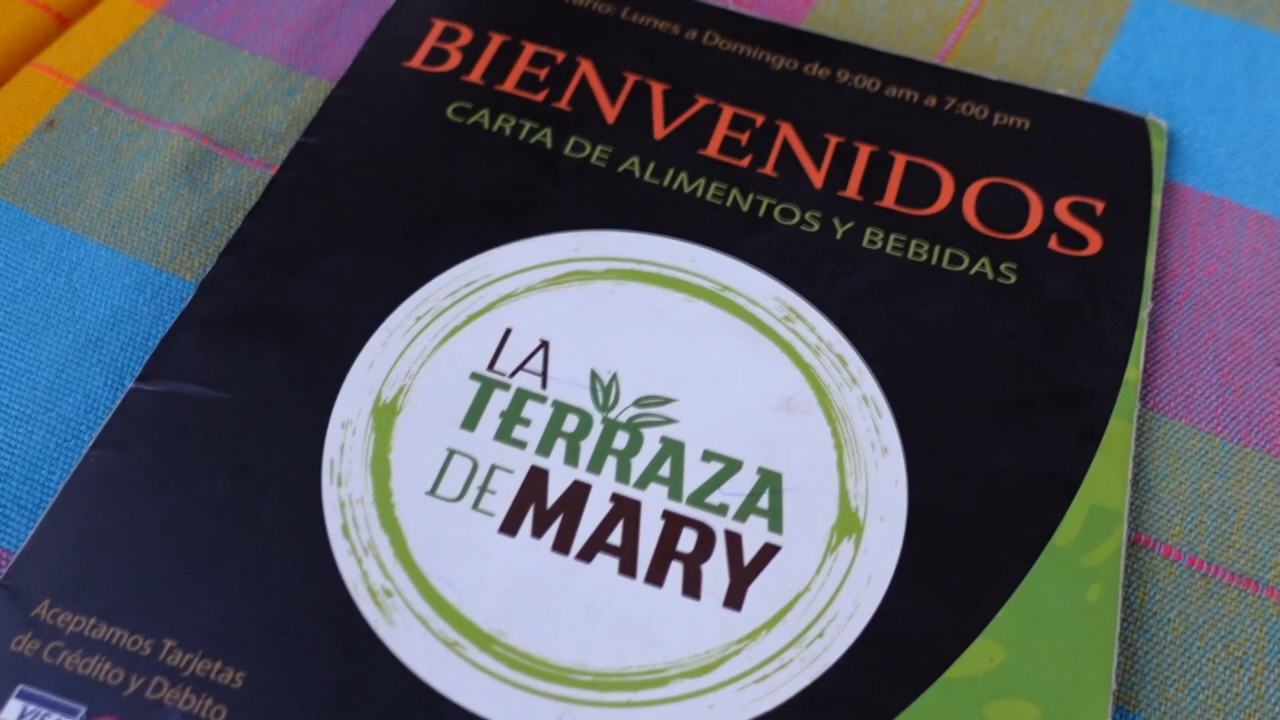 Lunes a Domingo de 9:00 am a 7:00 pm
BIENVENIDOS
CARTA DE ALIMENTOS Y BEBIDAS
LA
TERRAZA
DE MARY
Aceptamos Tarjetas
de Crédito y Débito
VISA